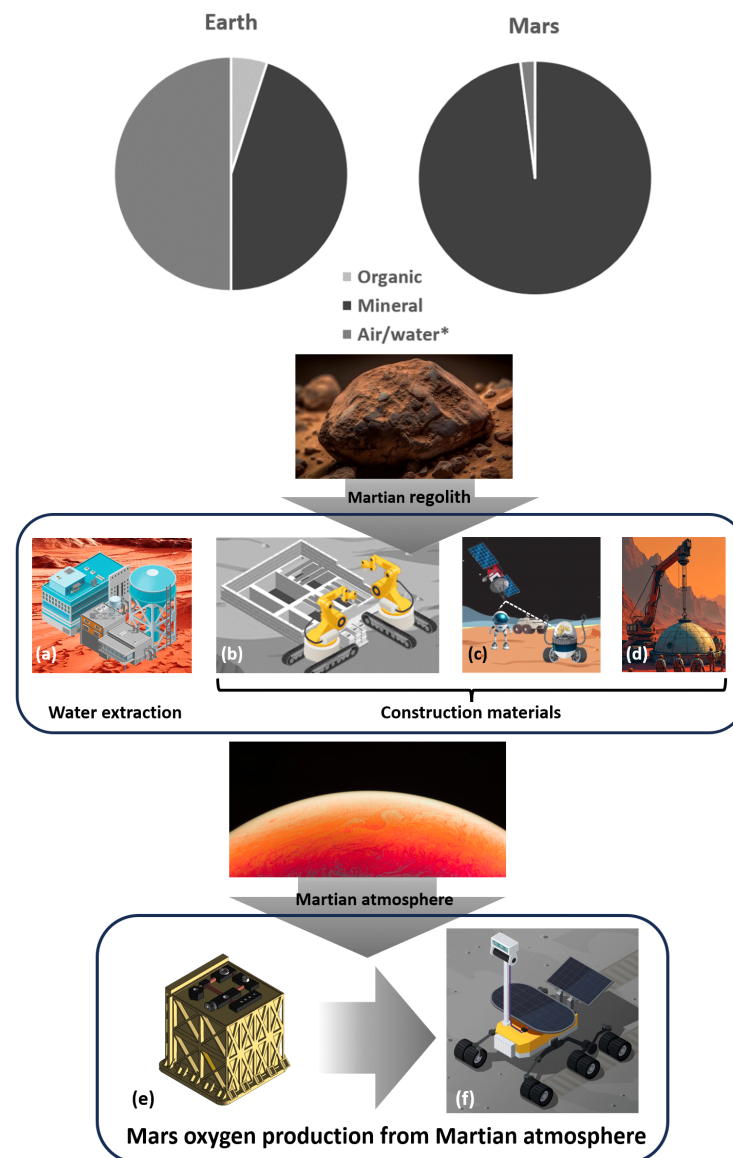 Earth
Mars
Organic
Mineral
Air/water*
Martian regolith
(a)
(b)
(c)
(d)
Water extraction
Construction materials
Martian atmosphere
(e)
(f)
Mars oxygen production from Martian atmosphere